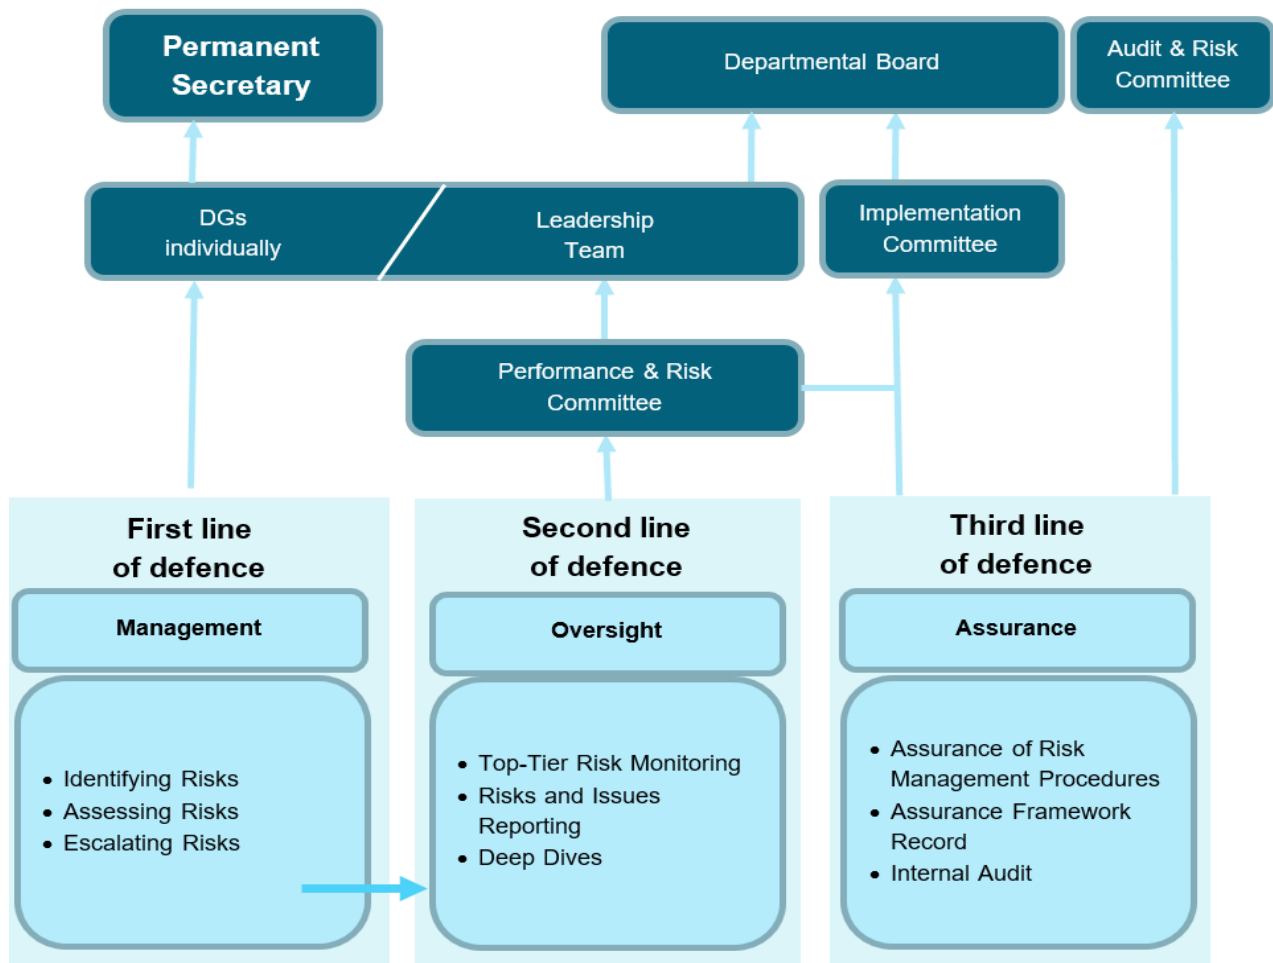 Permanent
Secretary
Departmental Board
Audit & Risk
Committee
DGs
individually
Leadership
Team
Implementation
Committee
Performance & Risk
Committee
First line
of defence
Management
• Identifying Risks
• Assessing Risks
• Escalating Risks
Second line
of defence
Oversight
• Top-Tier Risk Monitoring
• Risks and Issues
Reporting
• Deep Dives
Third line
of defence
Assurance
• Assurance of Risk
Management Procedures
• Assurance Framework
Record
• Internal Audit